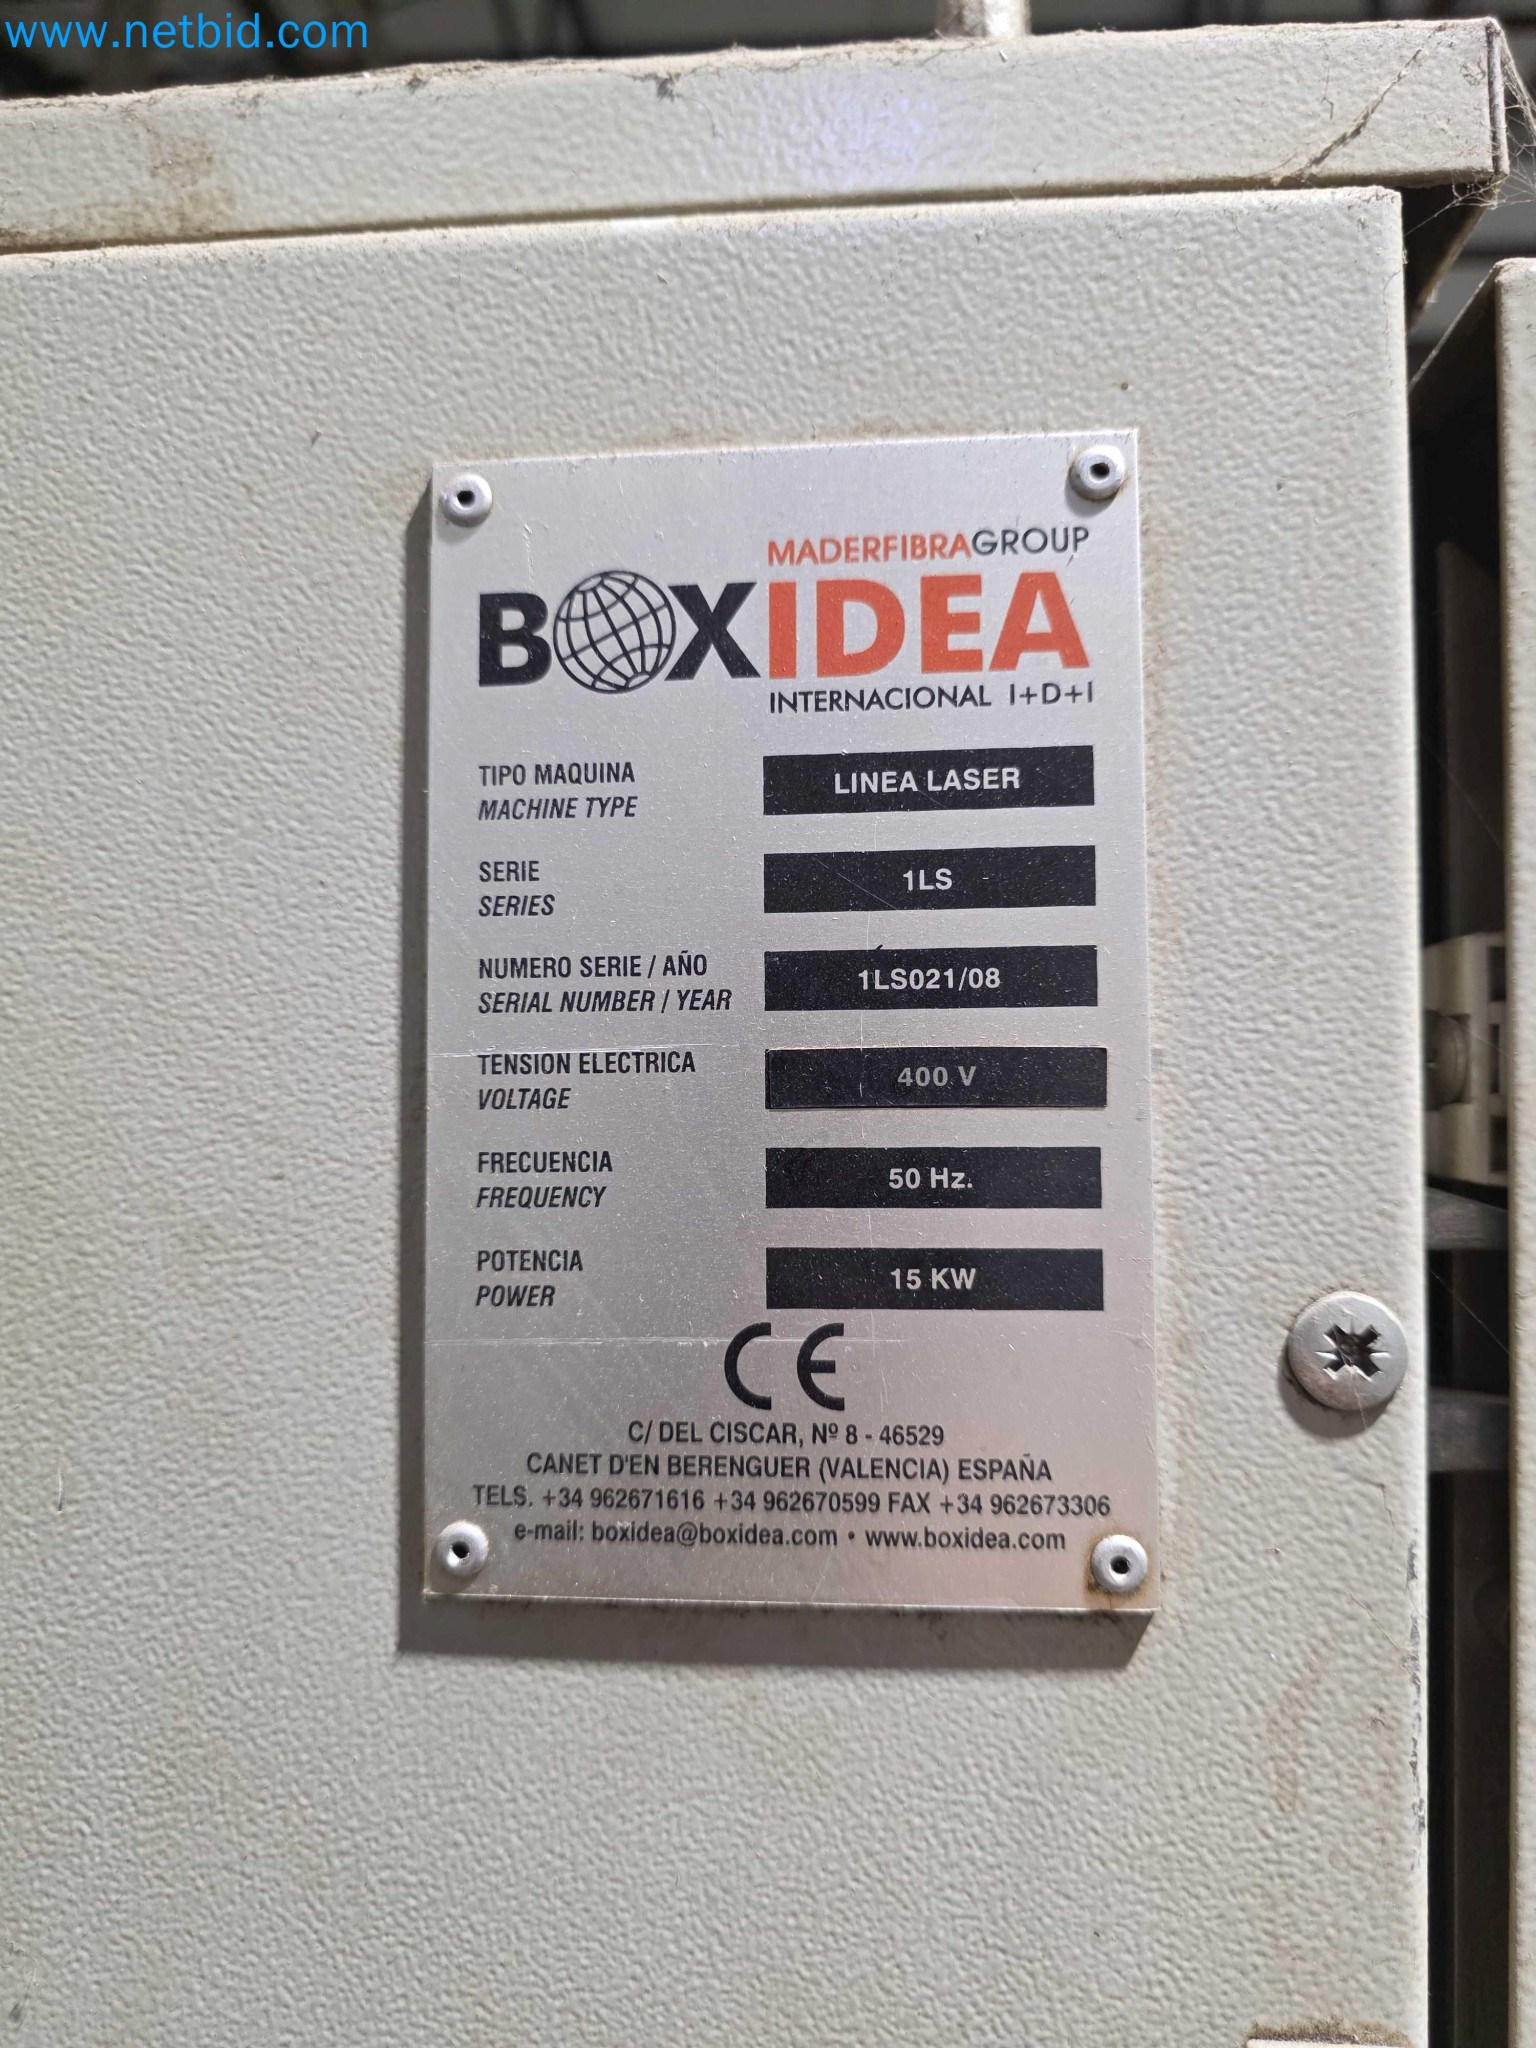 www.netbid.com
MADERFIBRAGROUP
BOXIDEA
INTERNACIONAL I+D+i
TIPO MAQUINA LINEA LASER
MACHINE TYPE
SERIE 1LS
SERIES
NUMERO SERIE / AÑO 1LS021/08
SERIAL NUMBER / YEAR
TENSION ELECTRICA 400 V
VOLTAGE
FRECUENCIA 50 Hz.
FREQUENCY
POTENCIA 15 KW
POWER
CE
C/ DEL CISCAR, Nº 8 - 46529
CANET D'EN BERENGUER (VALENCIA) ESPAÑA
TELS. +34 962671616 +34 962670599 FAX +34 962673306
e-mail: boxidea@boxidea.com • www.boxidea.com